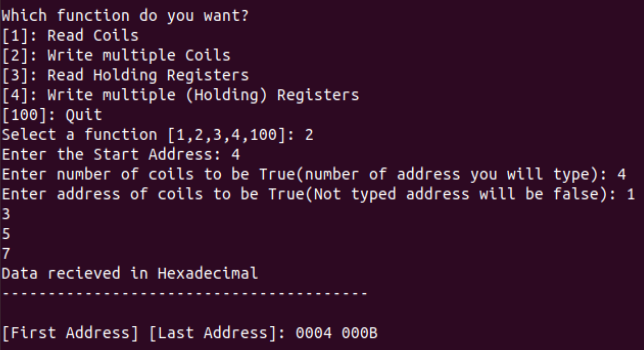 Which function do you want?
[1]: Read Coils
[2]: Write multiple Coils
[3]: Read Holding Registers
[4]: Write multiple (Holding) Registers
[100]: Quit
Select a function [1,2,3,4,100]: 2
Enter the Start Address: 4
Enter number of coils to be True(number of address you will type): 4
Enter address of coils to be True(Not typed address will be false): 1
3
5
7
Data recieved in Hexadecimal
----------------------------------------
[First Address] [Last Address]: 0004 000B